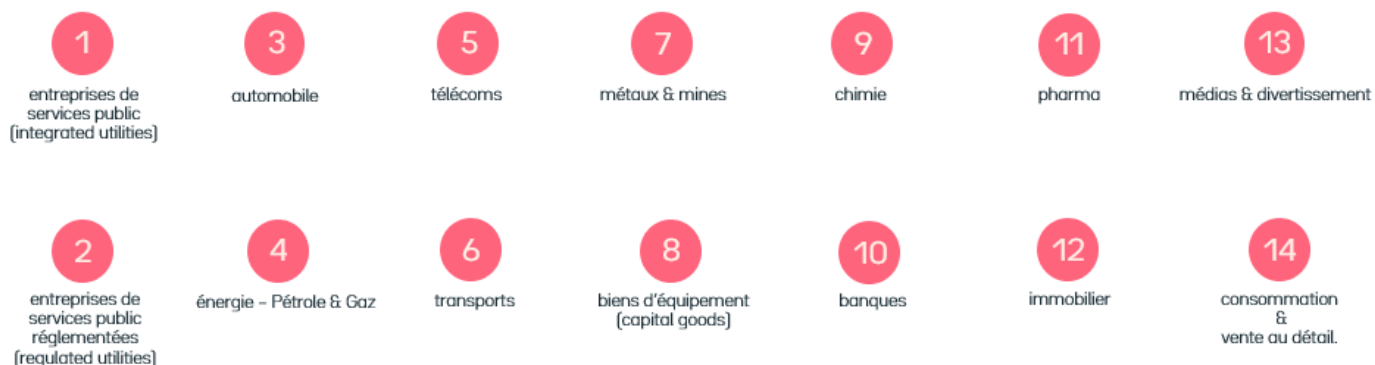 1
entreprises de
services public
(integrated utilities)
3
automobile
5
télécoms
7
métaux & mines
9
chimie
11
pharma
13
médias & divertissement
2
entreprises de
services public
réglementées
(regulated utilities)
4
énergie – Pétrole & Gaz
6
transports
8
biens d'équipement
(capital goods)
10
banques
12
immobilier
14
consommation
&
vente au détail.